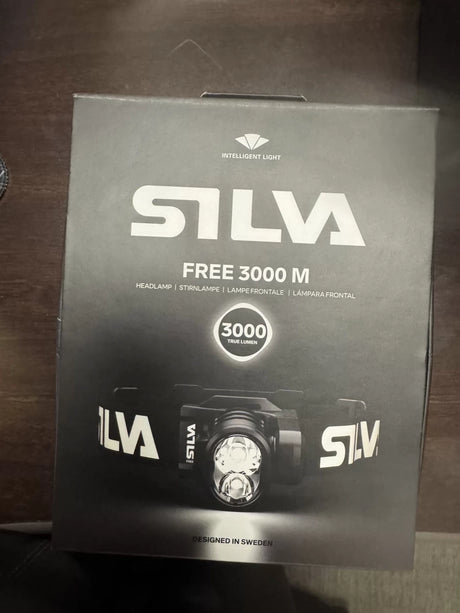 INTELLIGENT LIGHT
SILVA
FREE 3000 M
HEADLAMP | STIRNLAMPE | LAMPE FRONTALE | LÁMPARA FRONTAL
3000
TRUE LUMEN
SILVA
SILVA
FREE
SILVA
DESIGNED IN SWEDEN